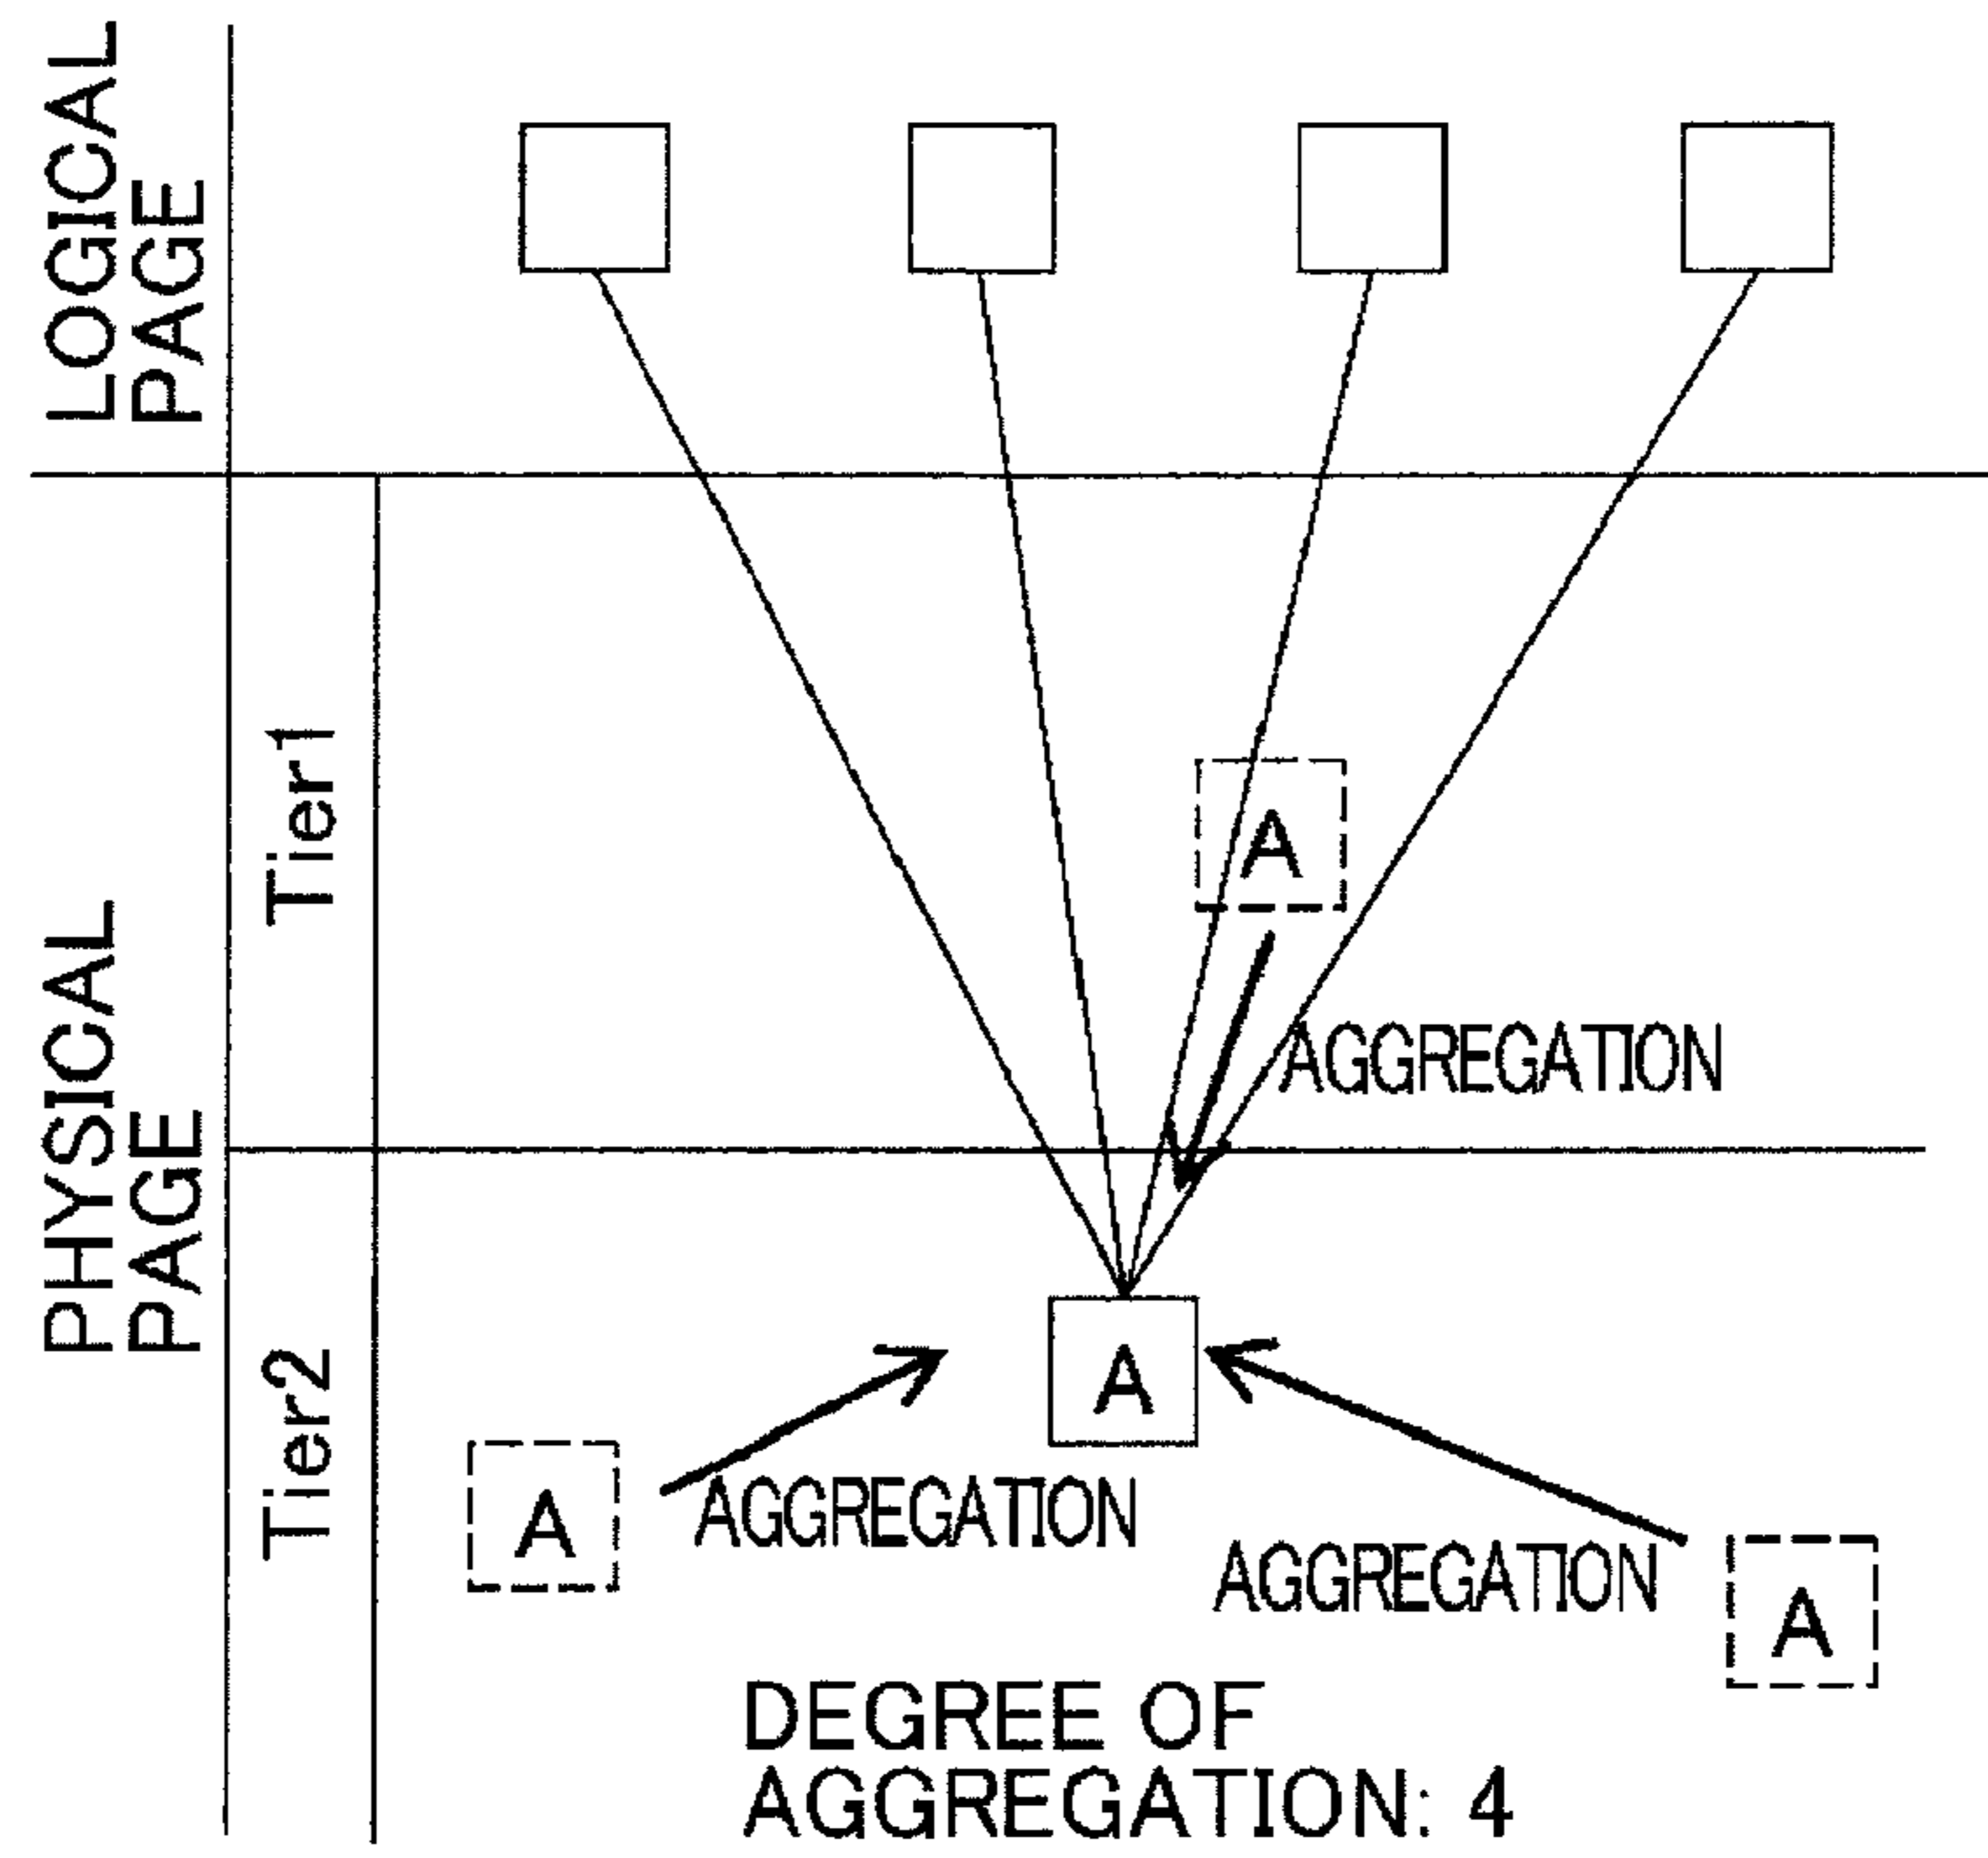 LOGICAL
PAGE
PHYSICAL
PAGE
Tier1
A
AGGREGATION
Tier2
A
A
AGGREGATION
AGGREGATION
A
DEGREE OF
AGGREGATION: 4